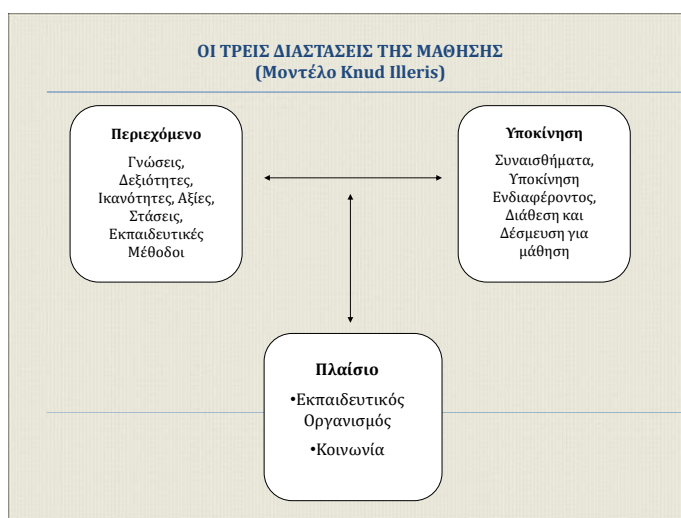 ΟΙ ΤΡΕΙΣ ΔΙΑΣΤΑΣΕΙΣ ΤΗΣ ΜΑΘΗΣΗΣ
(Μοντέλο Knud Illeris)
Περιεχόμενο
Γνώσεις,
Δεξιότητες,
Ικανότητες, Αξίες,
Στάσεις,
Εκπαιδευτικές
Μέθοδοι
Υποκίνηση
Συναισθήματα,
Υποκίνηση
Ενδιαφέροντος,
Διάθεση και
Δέσμευση για
μάθηση
Πλαίσιο
•Εκπαιδευτικός
Οργανισμός
•Κοινωνία